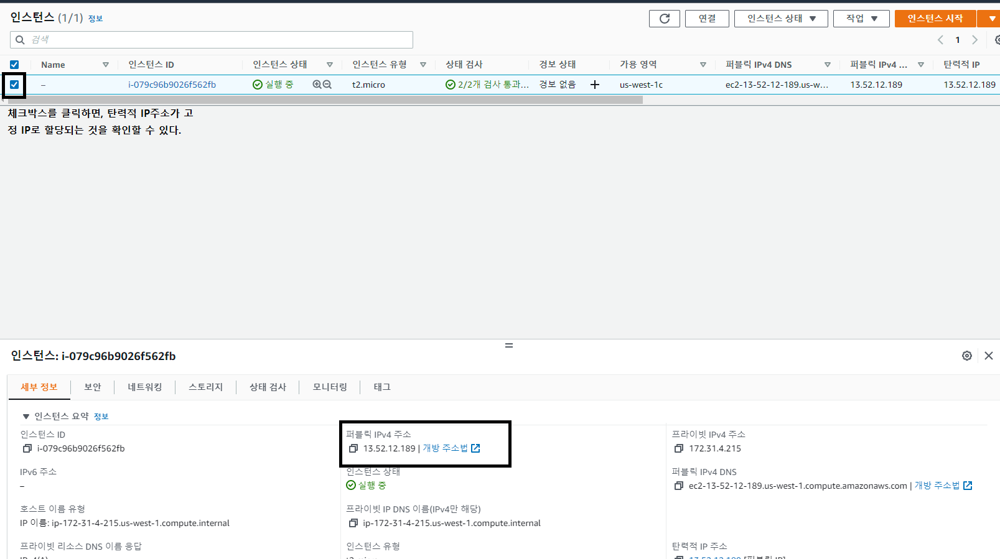 인스턴스 (1/1) 정보
연결
인스턴스 상태
작업
인스턴스 시작
검색
1
Name 인스턴스 ID 인스턴스 상태 인스턴스 유형 상태 검사 경보 상태 가용 영역 퍼블릭 IPv4 DNS 퍼블릭 IPv4 ... 탄력적 IP
– i-079c96b9026f562fb 실행 중 t2.micro 2/2개 검사 통과... 경보 없음 + us-west-1c ec2-13-52-12-189.us-w... 13.52.12.189 13.52.12.189
체크박스를 클릭하면, 탄력적 IP주소가 고
정 IP로 할당되는 것을 확인할 수 있다.
인스턴스: i-079c96b9026f562fb
세부 정보 보안 네트워킹 스토리지 상태 검사 모니터링 태그
인스턴스 요약 정보
인스턴스 ID
i-079c96b9026f562fb
퍼블릭 IPv4 주소
13.52.12.189 | 개방 주소법
프라이빗 IPv4 주소
172.31.4.215
IPv6 주소
–
인스턴스 상태
실행 중
퍼블릭 IPv4 DNS
ec2-13-52-12-189.us-west-1.compute.amazonaws.com | 개방 주소법
호스트 이름 유형
IP 이름: ip-172-31-4-215.us-west-1.compute.internal
프라이빗 IP DNS 이름(IPv4만 해당)
ip-172-31-4-215.us-west-1.compute.internal
프라이빗 리소스 DNS 이름 응답
인스턴스 유형
탄력적 IP 주소
13.52.12.189 [퍼블릭 IP]